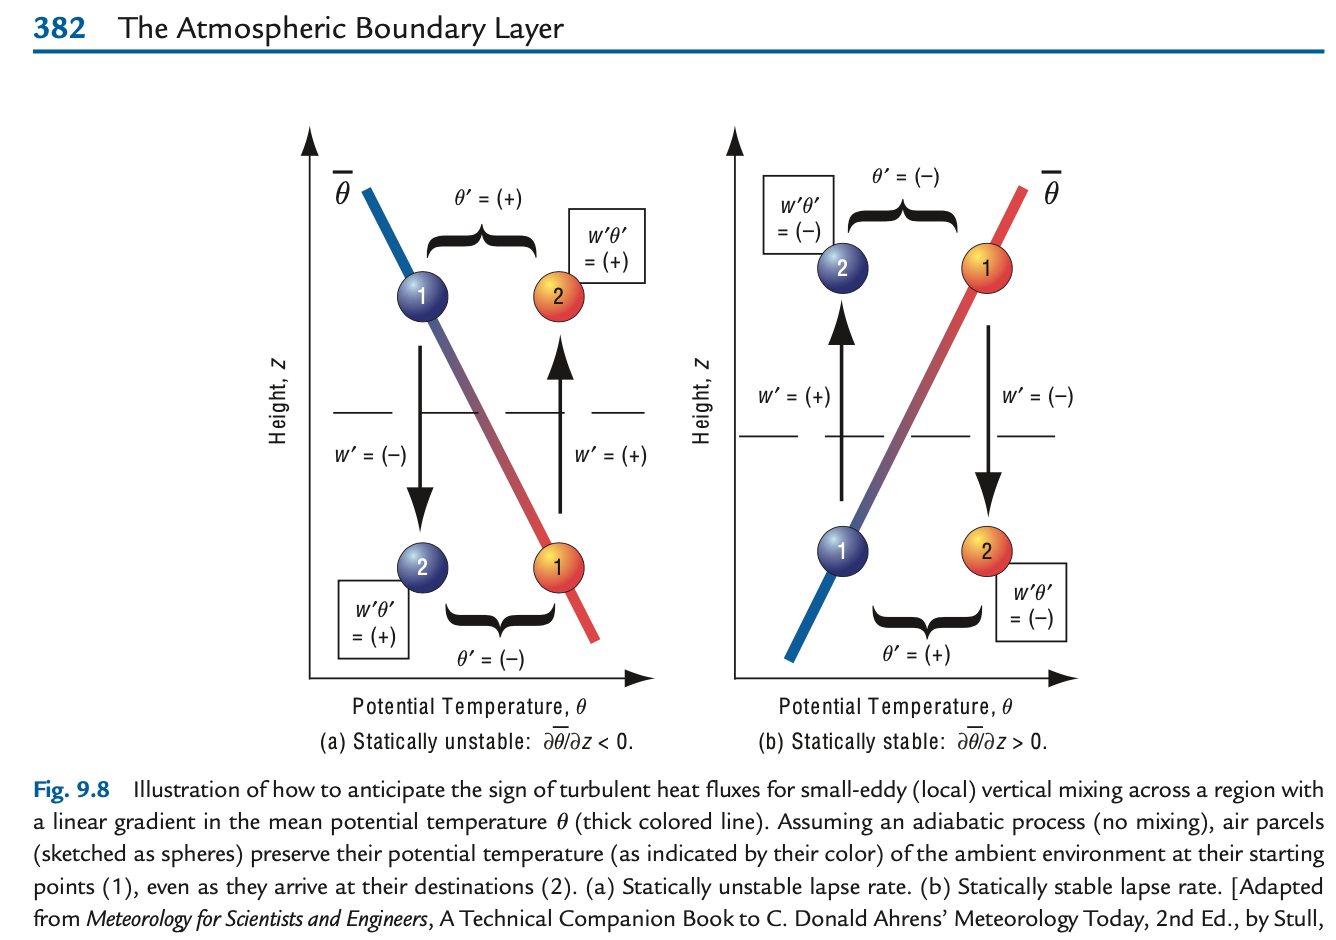 382 The Atmospheric Boundary Layer
θ̅
θ′ = (+)
w′θ′
= (+)
1
2
Height, z
w′ = (–)
w′ = (+)
2
1
w′θ′
= (+)
θ′ = (–)
Potential Temperature, θ
(a) Statically unstable: ∂θ̅/∂z < 0.
θ′ = (–)
w′θ′
= (–)
θ̅
2
1
Height, z
w′ = (+)
w′ = (–)
1
2
w′θ′
= (–)
θ′ = (+)
Potential Temperature, θ
(b) Statically stable: ∂θ̅/∂z > 0.
Fig. 9.8 Illustration of how to anticipate the sign of turbulent heat fluxes for small-eddy (local) vertical mixing across a region with
a linear gradient in the mean potential temperature θ (thick colored line). Assuming an adiabatic process (no mixing), air parcels
(sketched as spheres) preserve their potential temperature (as indicated by their color) of the ambient environment at their starting
points (1), even as they arrive at their destinations (2). (a) Statically unstable lapse rate. (b) Statically stable lapse rate. [Adapted
from Meteorology for Scientists and Engineers, A Technical Companion Book to C. Donald Ahrens’ Meteorology Today, 2nd Ed., by Stull,